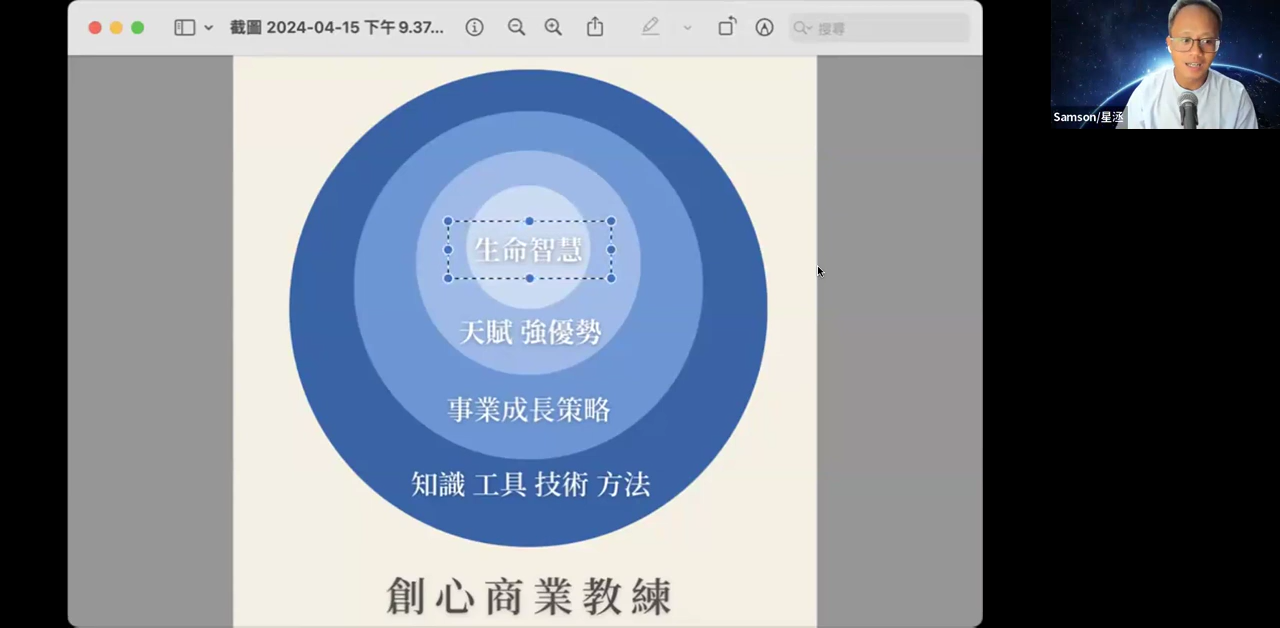 截圖 2024-04-15 下午 9.37...
搜尋
Samson/星丞
生命智慧
天賦 強優勢
事業成長策略
知識 工具 技術 方法
創心商業教練